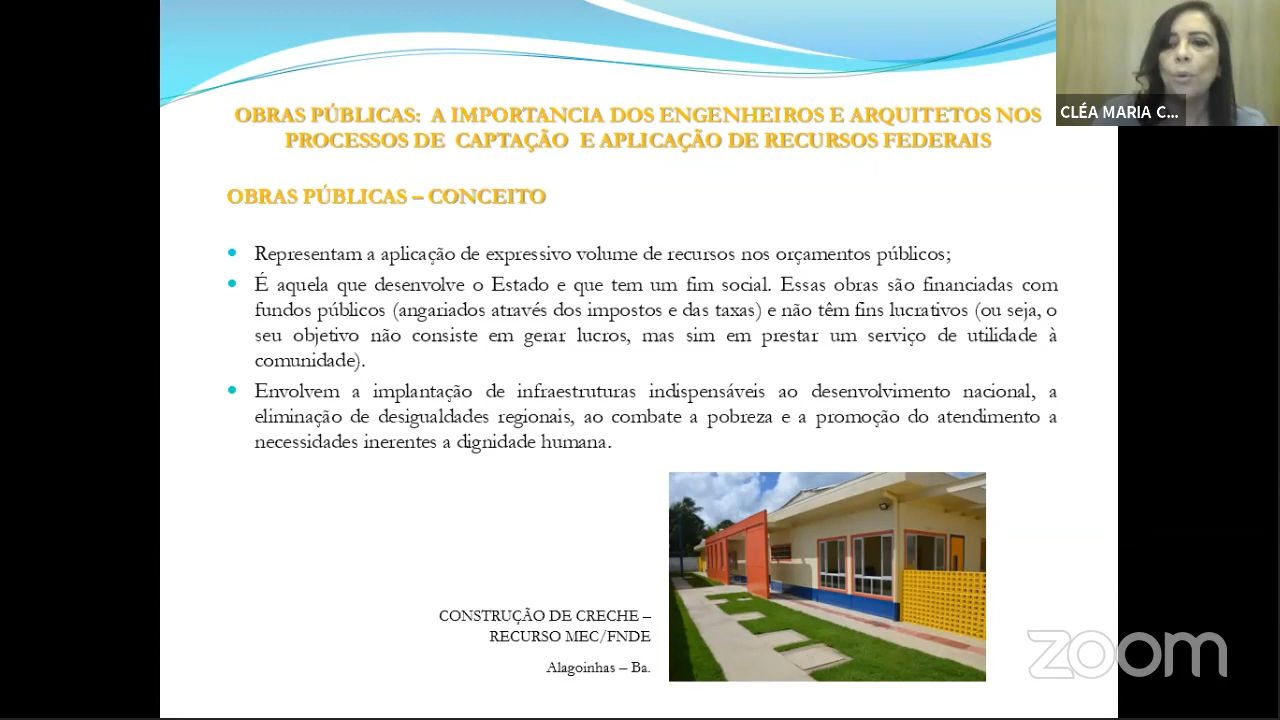 CLÉA MARIA C...
OBRAS PÚBLICAS: A IMPORTANCIA DOS ENGENHEIROS E ARQUITETOS NOS
PROCESSOS DE CAPTAÇÃO E APLICAÇÃO DE RECURSOS FEDERAIS
OBRAS PÚBLICAS – CONCEITO
• Representam a aplicação de expressivo volume de recursos nos orçamentos públicos;
• É aquela que desenvolve o Estado e que tem um fim social. Essas obras são financiadas com
fundos públicos (angariados através dos impostos e das taxas) e não têm fins lucrativos (ou seja, o
seu objetivo não consiste em gerar lucros, mas sim em prestar um serviço de utilidade à
comunidade).
• Envolvem a implantação de infraestruturas indispensáveis ao desenvolvimento nacional, a
eliminação de desigualdades regionais, ao combate a pobreza e a promoção do atendimento a
necessidades inerentes a dignidade humana.
CONSTRUÇÃO DE CRECHE –
RECURSO MEC/FNDE
Alagoinhas – Ba.
zoom